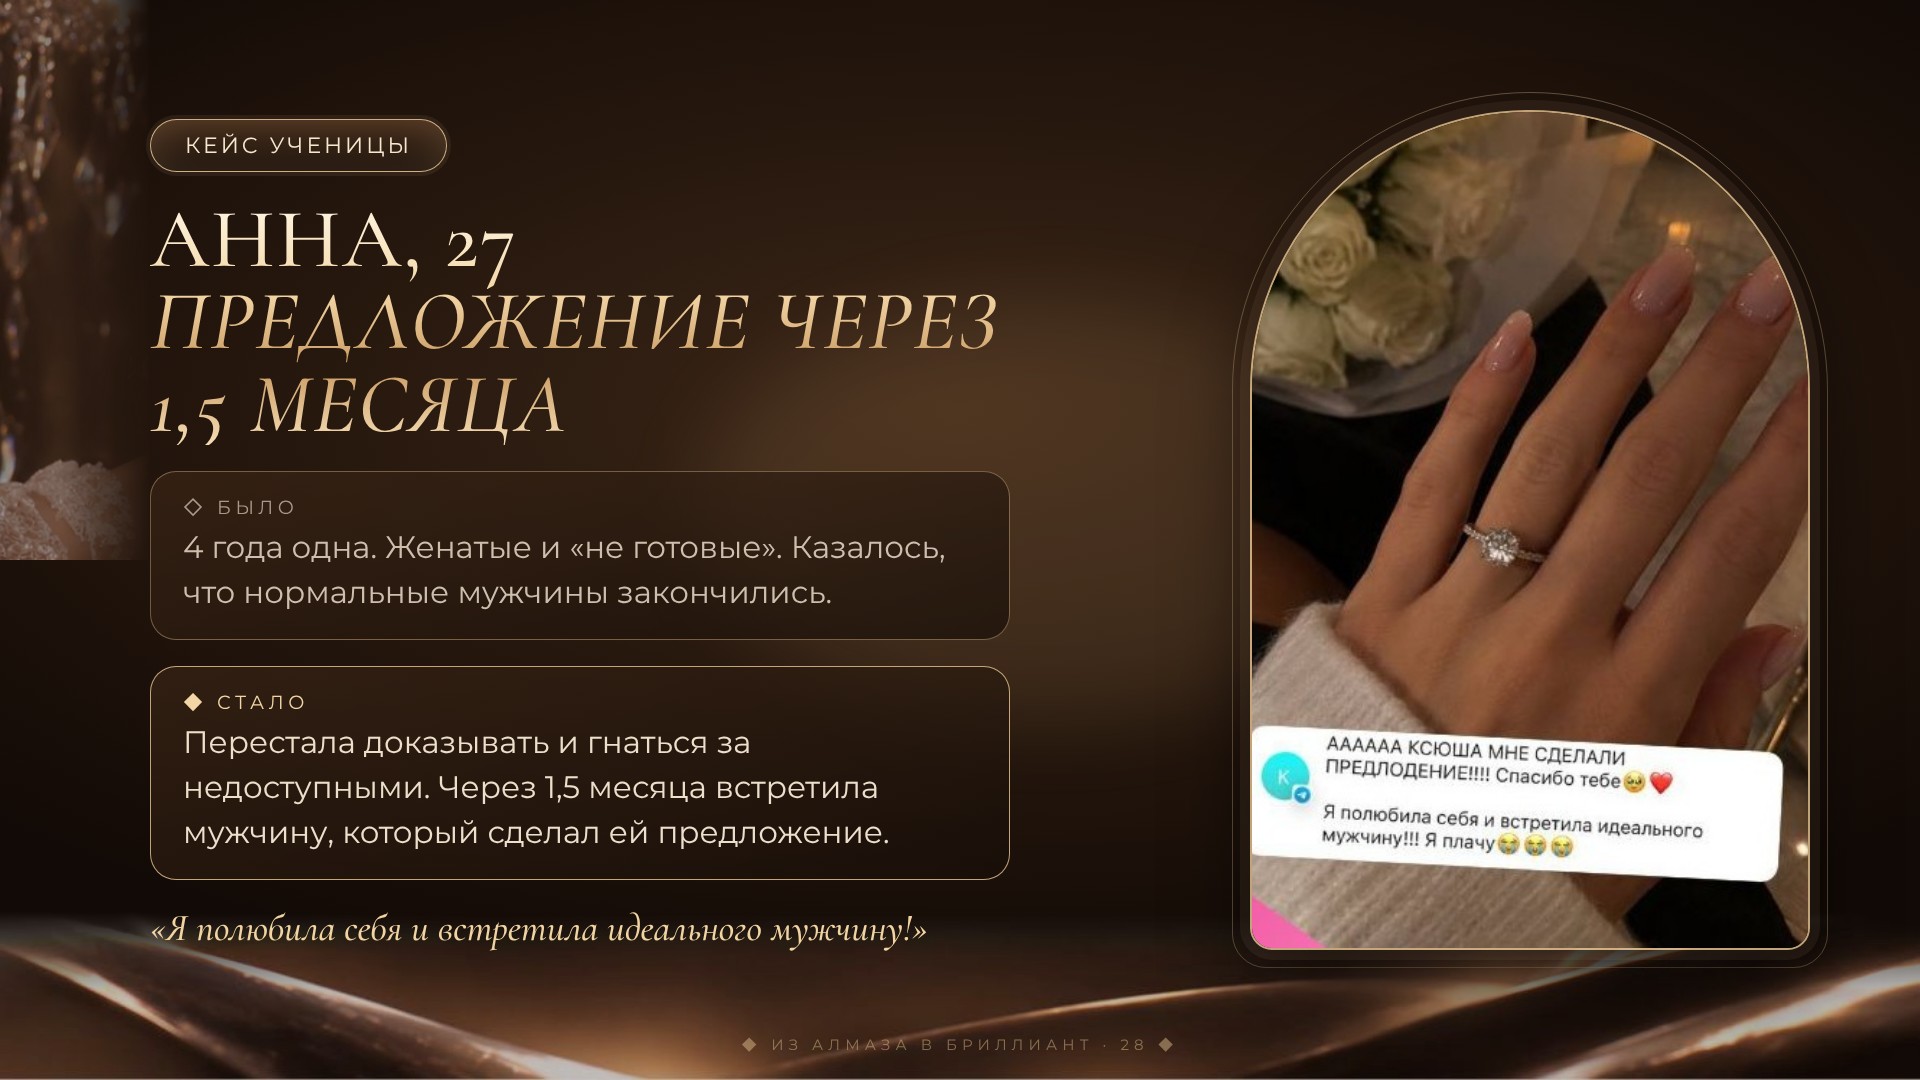 КЕЙС УЧЕНИЦЫ
АННА, 27
ПРЕДЛОЖЕНИЕ ЧЕРЕЗ
1,5 МЕСЯЦА
БЫЛО
4 года одна. Женатые и «не готовые». Казалось,
что нормальные мужчины закончились.
СТАЛО
Перестала доказывать и гнаться за
недоступными. Через 1,5 месяца встретила
мужчину, который сделал ей предложение.
«Я полюбила себя и встретила идеального мужчину!»
К
АААААА КСЮША МНЕ СДЕЛАЛИ
ПРЕДЛОДЕНИЕ!!!! Спасибо тебе🥹❤️
Я полюбила себя и встретила идеального
мужчину!!! Я плачу😭😭😭
ИЗ АЛМАЗА В БРИЛЛИАНТ · 28